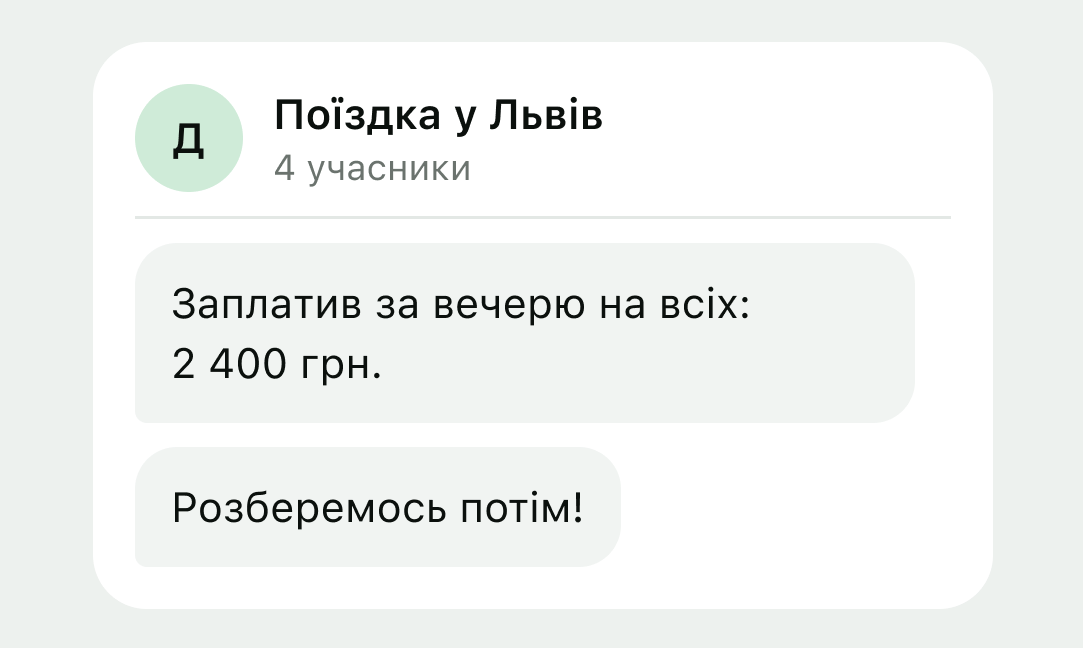 Д
Поїздка у Львів
4 учасники
Заплатив за вечерю на всіх:
2 400 грн.
Розберемось потім!